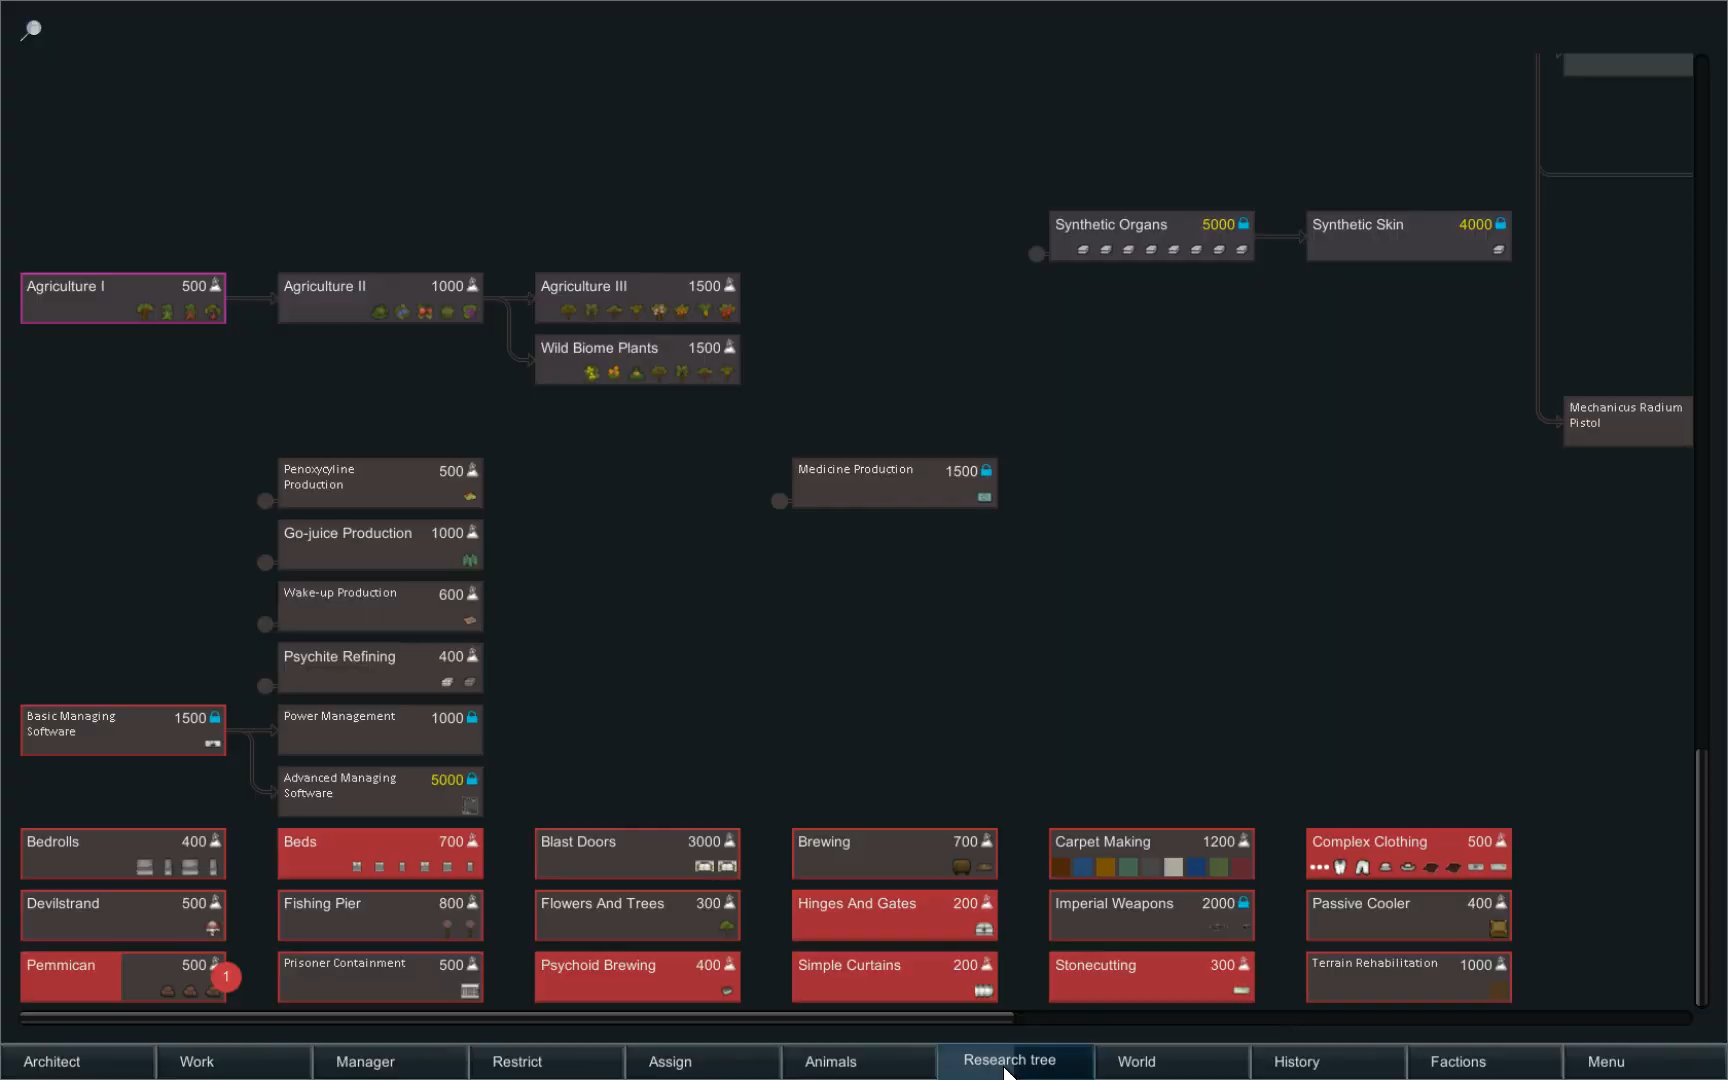 Synthetic Organs 5000
Synthetic Skin 4000
Agriculture I 500
Agriculture II 1000
Agriculture III 1500
Wild Biome Plants 1500
Mechanicus Radium
Pistol
Penoxycyline
Production 500
Medicine Production 1500
Go-juice Production 1000
Wake-up Production 600
Psychite Refining 400
Basic Managing
Software 1500
Power Management 1000
Advanced Managing
Software 5000
Bedrolls 400
Beds 700
Blast Doors 3000
Brewing 700
Carpet Making 1200
Complex Clothing 500
Devilstrand 500
Fishing Pier 800
Flowers And Trees 300
Hinges And Gates 200
Imperial Weapons 2000
Passive Cooler 400
Pemmican 500
1
Prisoner Containment 500
Psychoid Brewing 400
Simple Curtains 200
Stonecutting 300
Terrain Rehabilitation 1000
Architect
Work
Manager
Restrict
Assign
Animals
Research tree
World
History
Factions
Menu